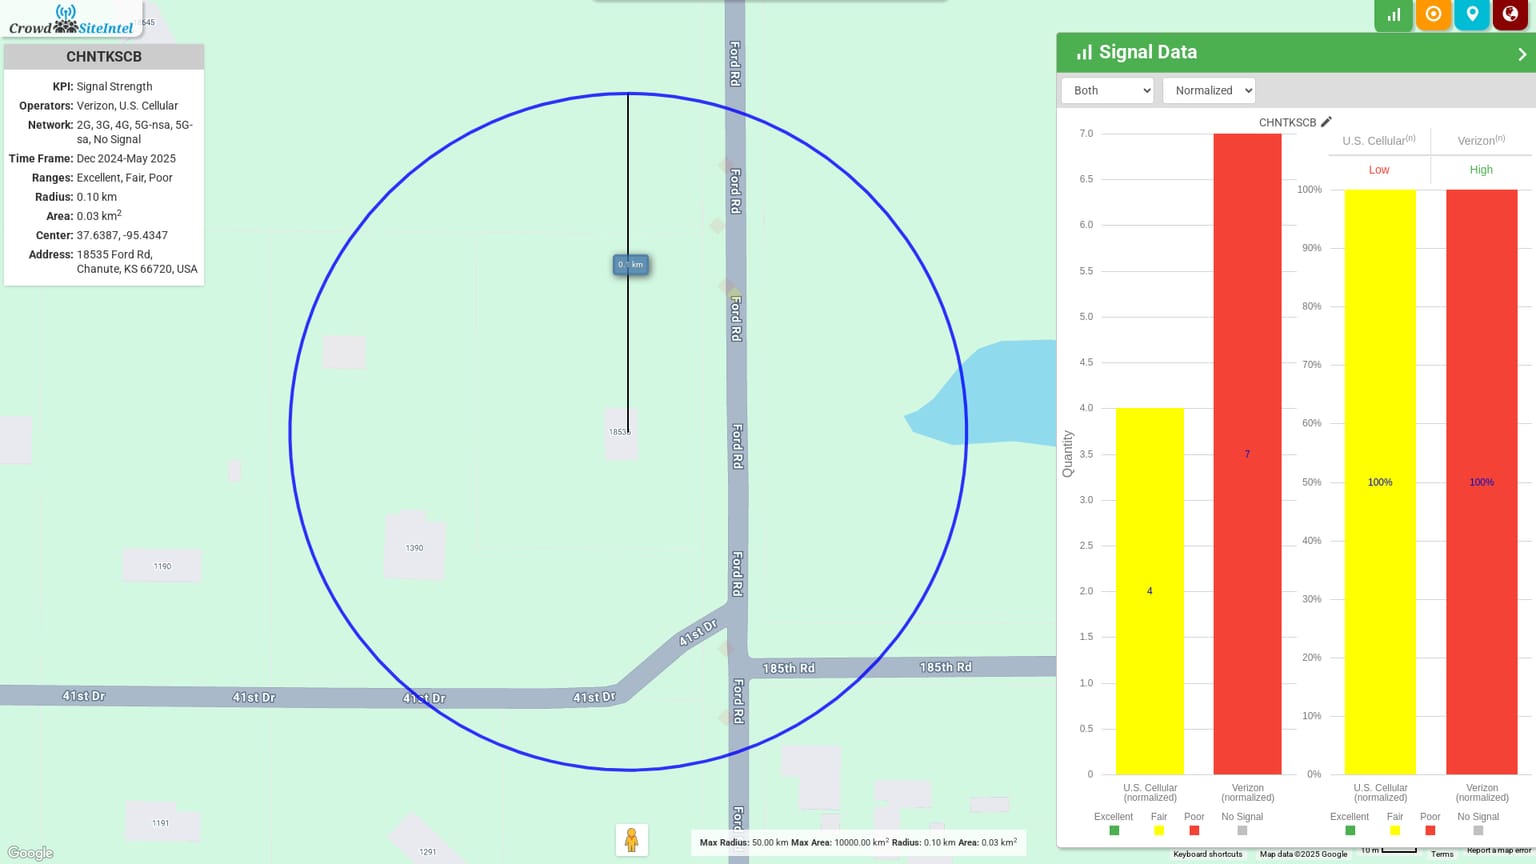 Crowd SiteIntel
645
CHNTKSCB
KPI: Signal Strength
Operators: Verizon, U.S. Cellular
Network: 2G, 3G, 4G, 5G-nsa, 5G-
sa, No Signal
Time Frame: Dec 2024-May 2025
Ranges: Excellent, Fair, Poor
Radius: 0.10 km
Area: 0.03 km²
Center: 37.6387, -95.4347
Address: 18535 Ford Rd,
Chanute, KS 66720, USA
Ford Rd
Ford Rd
0.1 km
Ford Rd
18535
Ford Rd
1390
1190
Ford Rd
41st Dr
185th Rd
185th Rd
41st Dr
41st Dr
41st Dr
41st Dr
Ford Rd
1191
1291
Ford Rd
Google
Max Radius: 50.00 km Max Area: 10000.00 km² Radius: 0.10 km Area: 0.03 km²
Signal Data
Both
Normalized
CHNTKSCB
U.S. Cellular(n)
Verizon(n)
Low
High
7.0
6.5
6.0
5.5
5.0
4.5
4.0
3.5
3.0
2.5
2.0
1.5
1.0
0.5
0
Quantity
4
7
U.S. Cellular
(normalized)
Verizon
(normalized)
Excellent
Fair
Poor
No Signal
100%
90%
80%
70%
60%
50%
40%
30%
20%
10%
0%
100%
100%
U.S. Cellular
(normalized)
Verizon
(normalized)
Excellent
Fair
Poor
No Signal
Keyboard shortcuts
Map data ©2025 Google
10 m
Terms
Report a map error